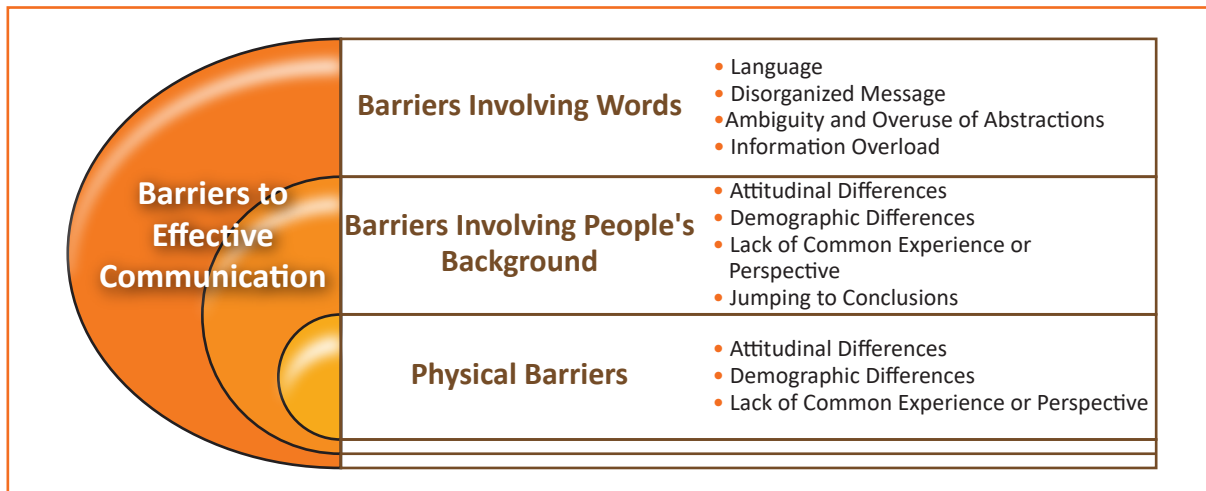 Barriers to
Effective
Communication
Barriers Involving Words
• Language
• Disorganized Message
•Ambiguity and Overuse of Abstractions
• Information Overload
Barriers Involving People's
Background
• Attitudinal Differences
• Demographic Differences
• Lack of Common Experience or
Perspective
• Jumping to Conclusions
Physical Barriers
• Attitudinal Differences
• Demographic Differences
• Lack of Common Experience or Perspective